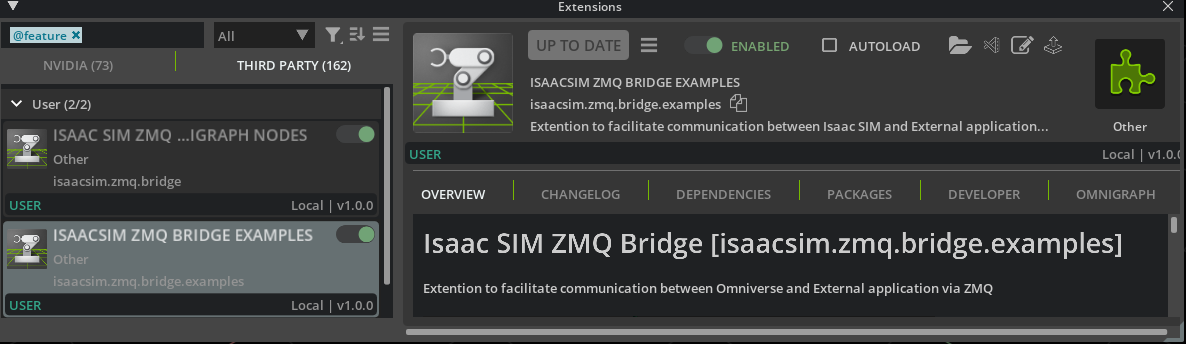 Extensions
@feature ×
All
NVIDIA (73)
THIRD PARTY (162)
User (2/2)
ISAAC SIM ZMQ ...IGRAPH NODES
Other
isaacsim.zmq.bridge
USER
Local | v1.0.0
ISAACSIM ZMQ BRIDGE EXAMPLES
Other
isaacsim.zmq.bridge.examples
USER
Local | v1.0.0
UP TO DATE
ENABLED
AUTOLOAD
ISAACSIM ZMQ BRIDGE EXAMPLES
isaacsim.zmq.bridge.examples
Extention to facilitate communication between Isaac SIM and External application...
Other
USER
Local | v1.0.0
OVERVIEW
CHANGELOG
DEPENDENCIES
PACKAGES
DEVELOPER
OMNIGRAPH
Isaac SIM ZMQ Bridge [isaacsim.zmq.bridge.examples]
Extention to facilitate communication between Omniverse and External application via ZMQ